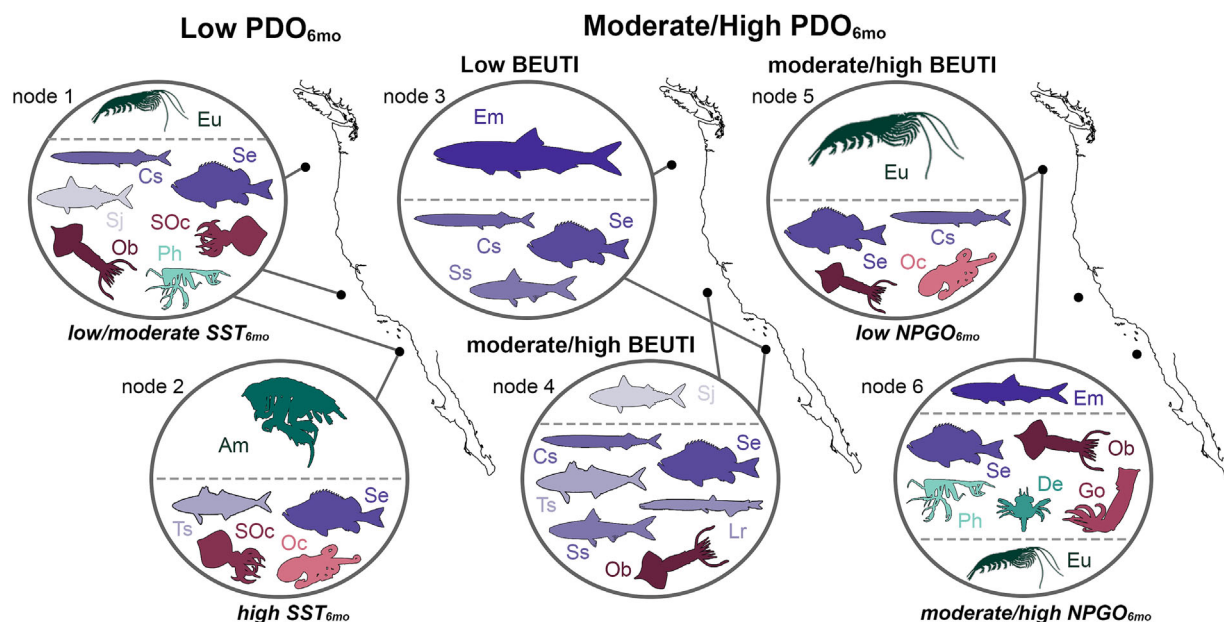 Low PDO6mo
Moderate/High PDO6mo
Low BEUTI
moderate/high BEUTI
node 1
Eu
Cs
Se
Sj
SOc
Ob
Ph
low/moderate SST6mo
node 2
Am
Ts
Se
SOc
Oc
high SST6mo
node 3
Em
Cs
Se
Ss
moderate/high BEUTI
node 4
Sj
Cs
Se
Ts
Lr
Ss
Ob
node 5
Eu
Se
Cs
Oc
low NPGO6mo
node 6
Em
Se
Ob
Ph
De
Go
Eu
moderate/high NPGO6mo